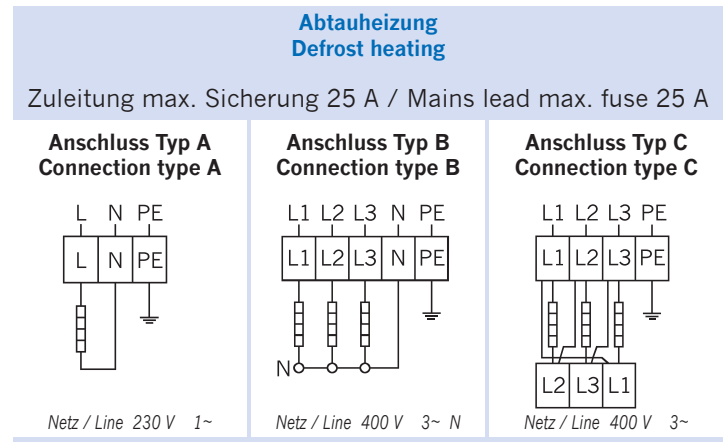 Abtauheizung
Defrost heating
Zuleitung max. Sicherung 25 A / Mains lead max. fuse 25 A
Anschluss Typ A
Connection type A
L N PE
L N PE
Netz / Line 230 V 1~
Anschluss Typ B
Connection type B
L1 L2 L3 N PE
L1 L2 L3 N PE
N
Netz / Line 400 V 3~ N
Anschluss Typ C
Connection type C
L1 L2 L3 PE
L1 L2 L3 PE
L2 L3 L1
Netz / Line 400 V 3~